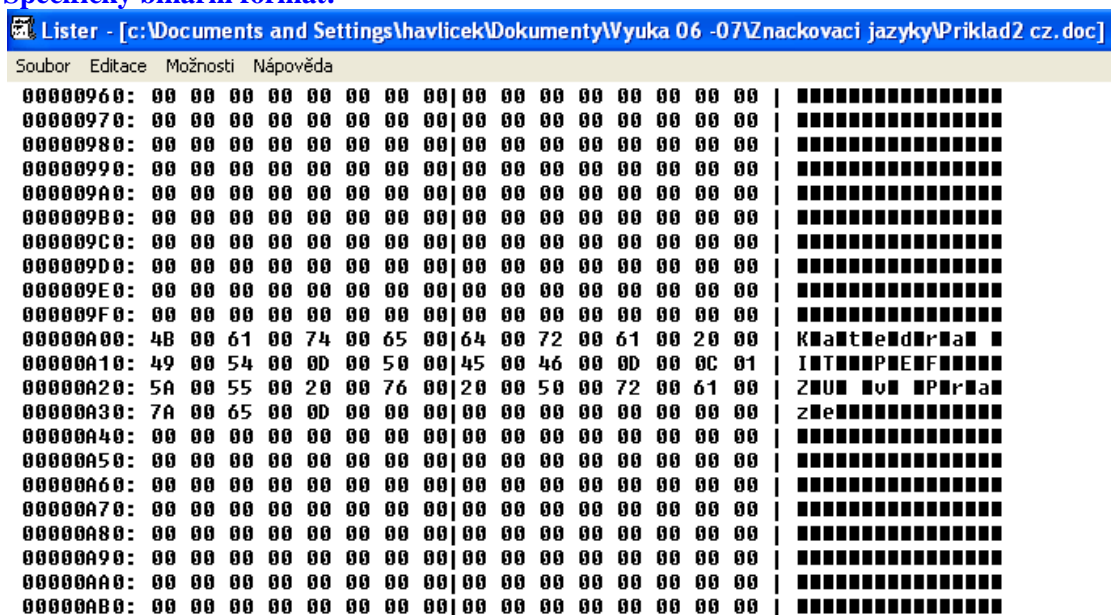 Specifický binární formát:
Lister - [c:\Documents and Settings\havlicek\Dokumenty\Vyuka 06 -07\Znackovaci jazyky\Priklad2 cz.doc]
Soubor Editace Možnosti Nápověda
00000960: 00 00 00 00 00 00 00 00|00 00 00 00 00 00 00 00 | ■■■■■■■■■■■■■■■■
00000970: 00 00 00 00 00 00 00 00|00 00 00 00 00 00 00 00 | ■■■■■■■■■■■■■■■■
00000980: 00 00 00 00 00 00 00 00|00 00 00 00 00 00 00 00 | ■■■■■■■■■■■■■■■■
00000990: 00 00 00 00 00 00 00 00|00 00 00 00 00 00 00 00 | ■■■■■■■■■■■■■■■■
000009A0: 00 00 00 00 00 00 00 00|00 00 00 00 00 00 00 00 | ■■■■■■■■■■■■■■■■
000009B0: 00 00 00 00 00 00 00 00|00 00 00 00 00 00 00 00 | ■■■■■■■■■■■■■■■■
000009C0: 00 00 00 00 00 00 00 00|00 00 00 00 00 00 00 00 | ■■■■■■■■■■■■■■■■
000009D0: 00 00 00 00 00 00 00 00|00 00 00 00 00 00 00 00 | ■■■■■■■■■■■■■■■■
000009E0: 00 00 00 00 00 00 00 00|00 00 00 00 00 00 00 00 | ■■■■■■■■■■■■■■■■
000009F0: 00 00 00 00 00 00 00 00|00 00 00 00 00 00 00 00 | ■■■■■■■■■■■■■■■■
00000A00: 4B 00 61 00 74 00 65 00|64 00 72 00 61 00 20 00 | K■a■t■e■d■r■a■ ■
00000A10: 49 00 54 00 0D 00 50 00|45 00 46 00 0D 00 0C 01 | I■T■■■P■E■F■■■■■
00000A20: 5A 00 55 00 20 00 76 00|20 00 50 00 72 00 61 00 | Z■U■ ■v■ ■P■r■a■
00000A30: 7A 00 65 00 0D 00 00 00|00 00 00 00 00 00 00 00 | z■e■■■■■■■■■■■■■
00000A40: 00 00 00 00 00 00 00 00|00 00 00 00 00 00 00 00 | ■■■■■■■■■■■■■■■■
00000A50: 00 00 00 00 00 00 00 00|00 00 00 00 00 00 00 00 | ■■■■■■■■■■■■■■■■
00000A60: 00 00 00 00 00 00 00 00|00 00 00 00 00 00 00 00 | ■■■■■■■■■■■■■■■■
00000A70: 00 00 00 00 00 00 00 00|00 00 00 00 00 00 00 00 | ■■■■■■■■■■■■■■■■
00000A80: 00 00 00 00 00 00 00 00|00 00 00 00 00 00 00 00 | ■■■■■■■■■■■■■■■■
00000A90: 00 00 00 00 00 00 00 00|00 00 00 00 00 00 00 00 | ■■■■■■■■■■■■■■■■
00000AA0: 00 00 00 00 00 00 00 00|00 00 00 00 00 00 00 00 | ■■■■■■■■■■■■■■■■
00000AB0: 00 00 00 00 00 00 00 00|00 00 00 00 00 00 00 00 | ■■■■■■■■■■■■■■■■